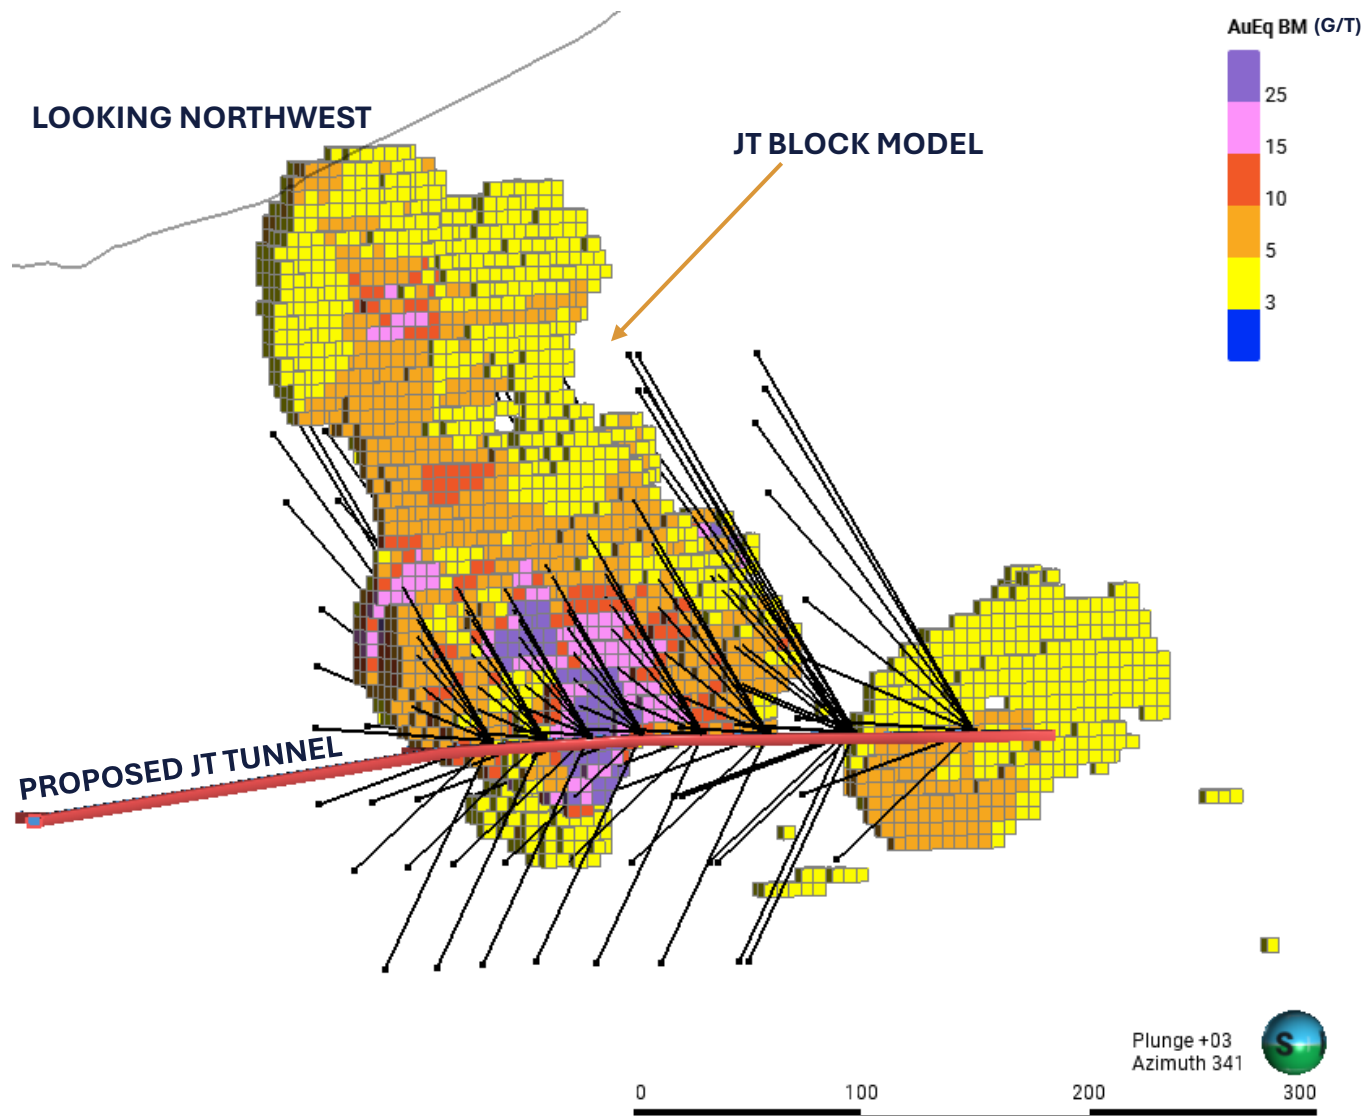 AuEq BM (G/T)
LOOKING NORTHWEST
JT BLOCK MODEL
25
15
10
5
3
PROPOSED JT TUNNEL
Plunge +03
Azimuth 341
S
0 100 200 300